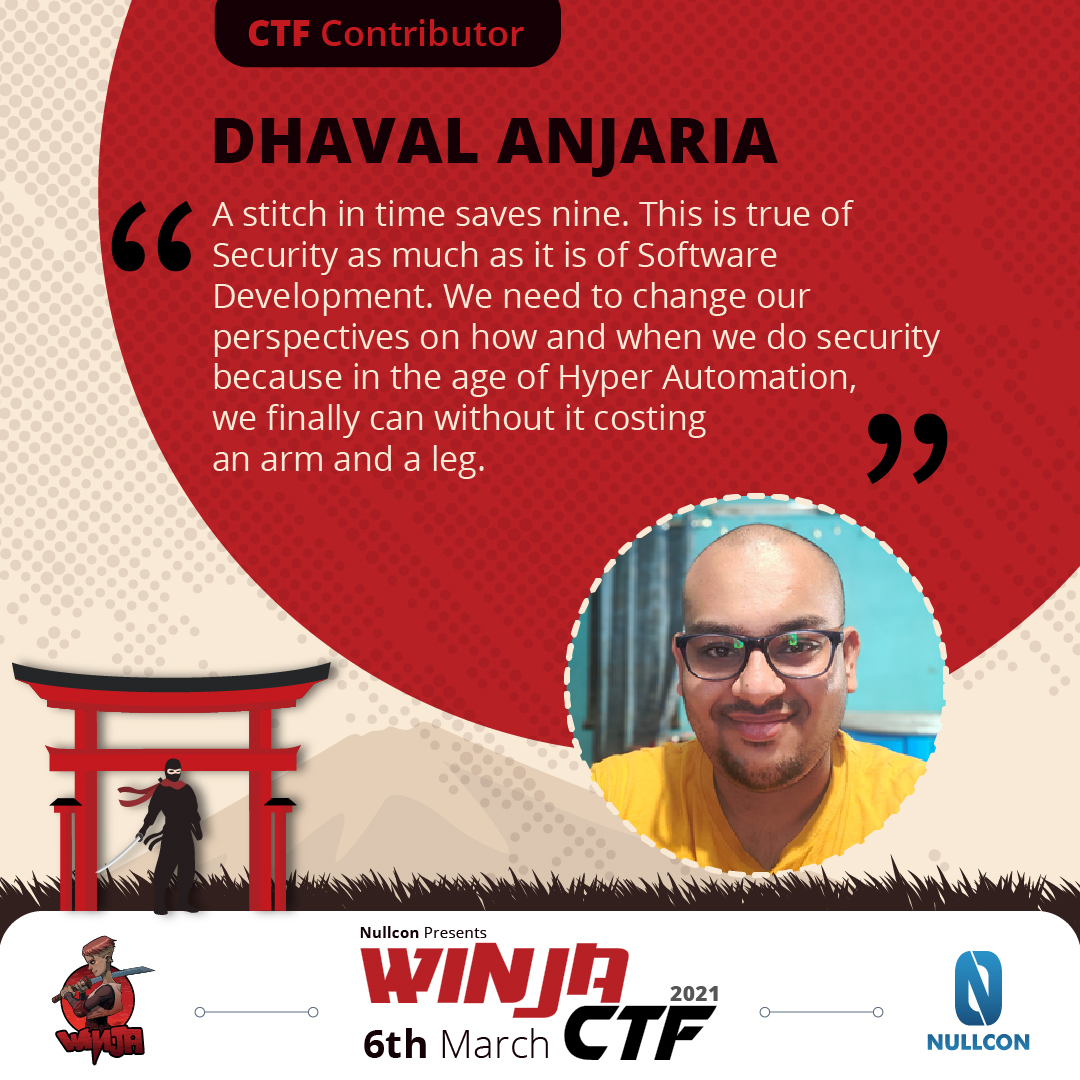 CTF Contributor
DHAVAL ANJARIA
“ A stitch in time saves nine. This is true of
Security as much as it is of Software
Development. We need to change our
perspectives on how and when we do security
because in the age of Hyper Automation,
we finally can without it costing
an arm and a leg. ”
WINJA
Nullcon Presents
WINJA
2021
CTF
6th March
NULLCON